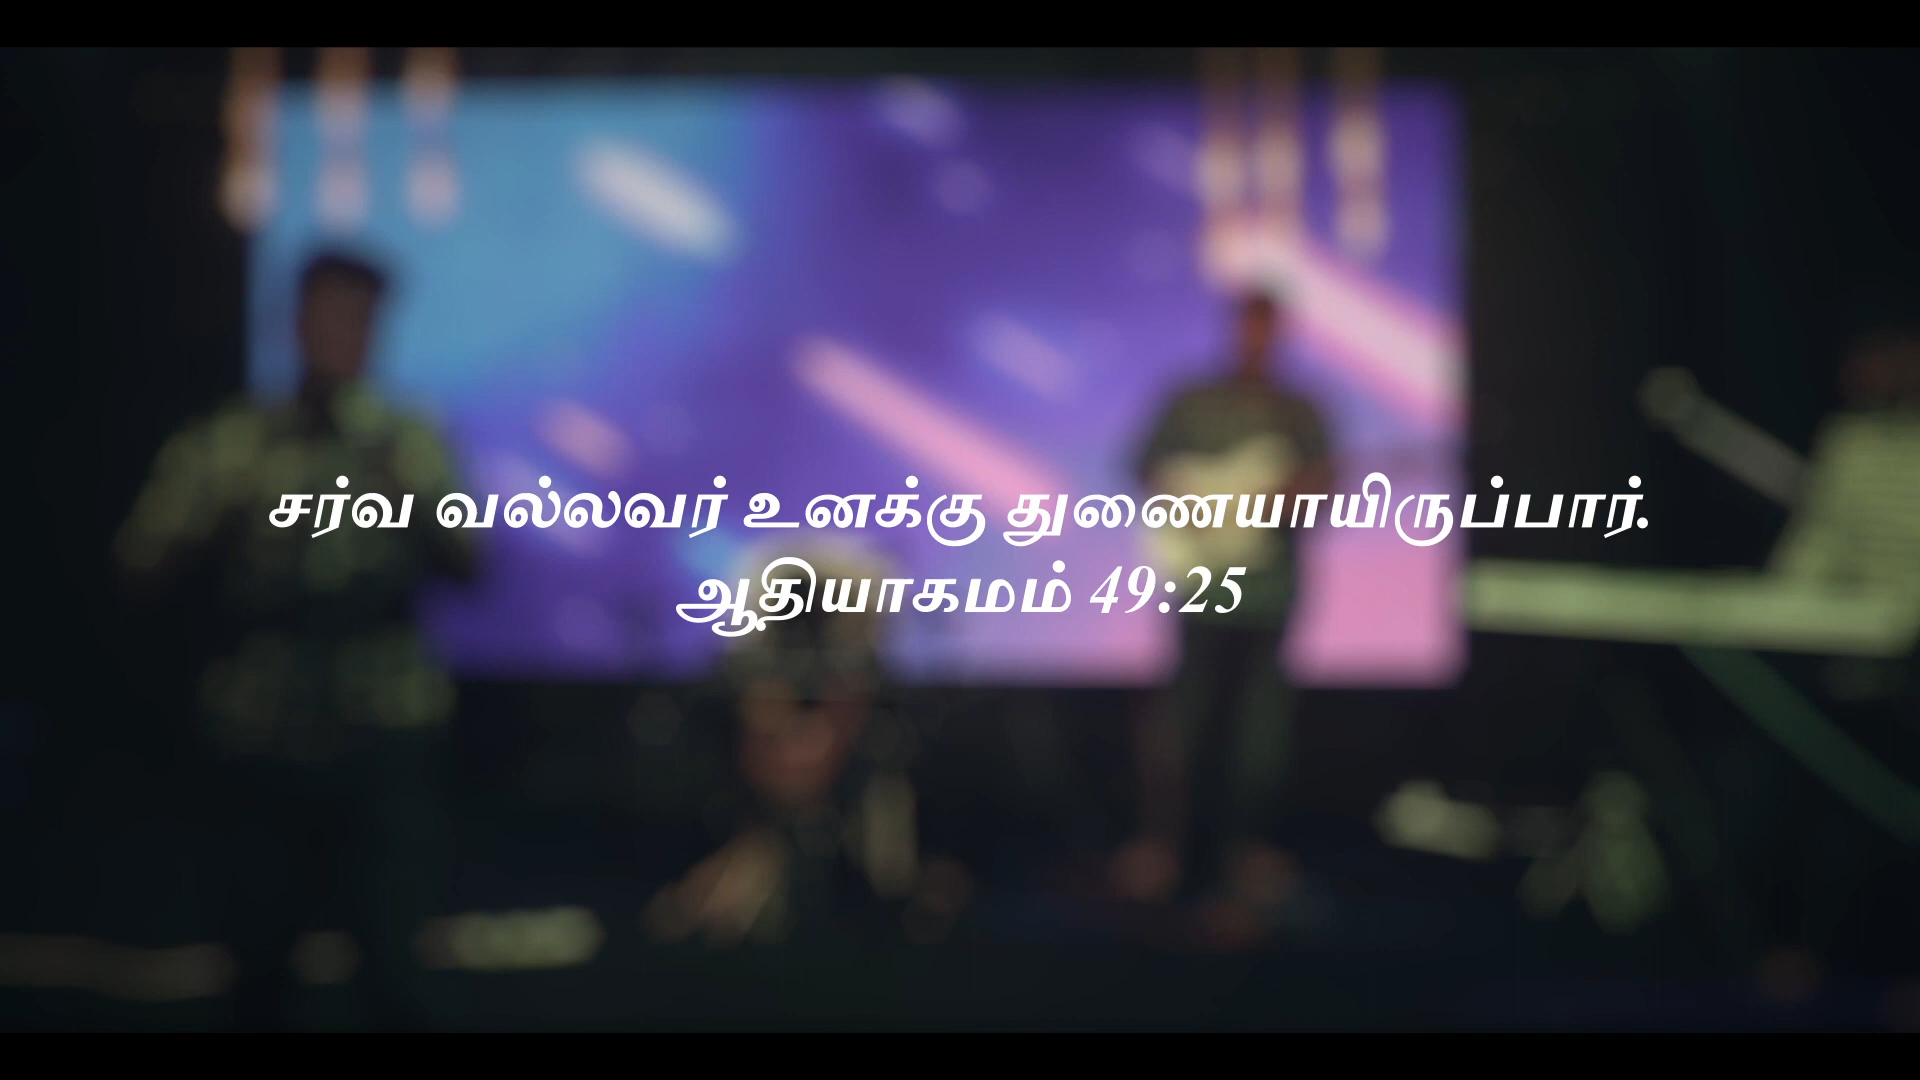 சர்வ வல்லவர் உனக்கு துணையாயிருப்பார்.
ஆதியாகமம் 49:25